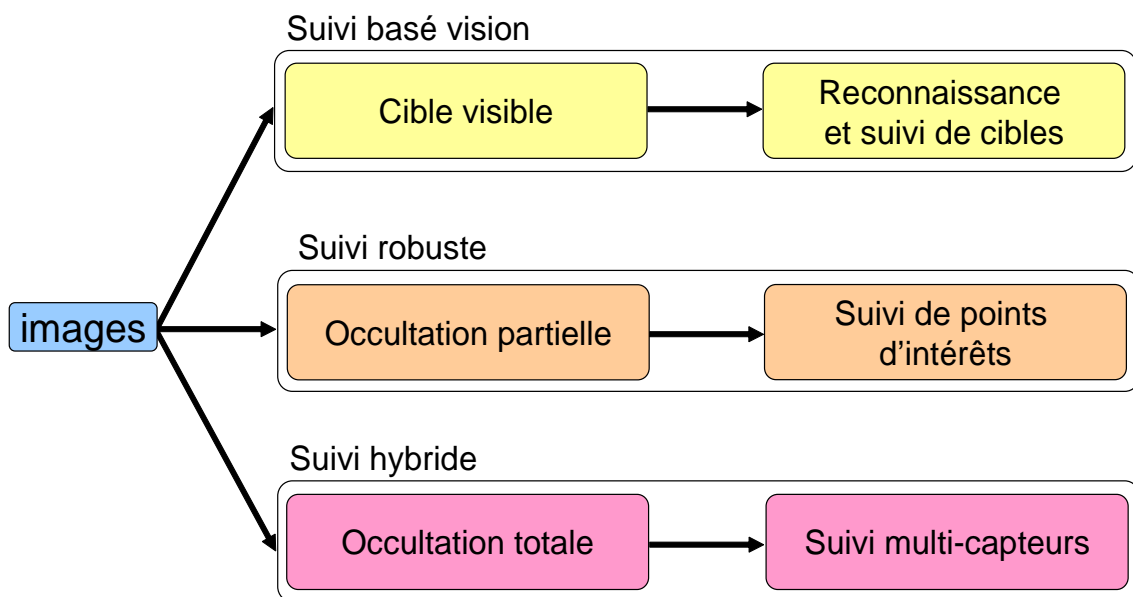 Suivi basé vision
Cible visible
Reconnaissance
et suivi de cibles
Suivi robuste
images
Occultation partielle
Suivi de points
d'intérêts
Suivi hybride
Occultation totale
Suivi multi-capteurs